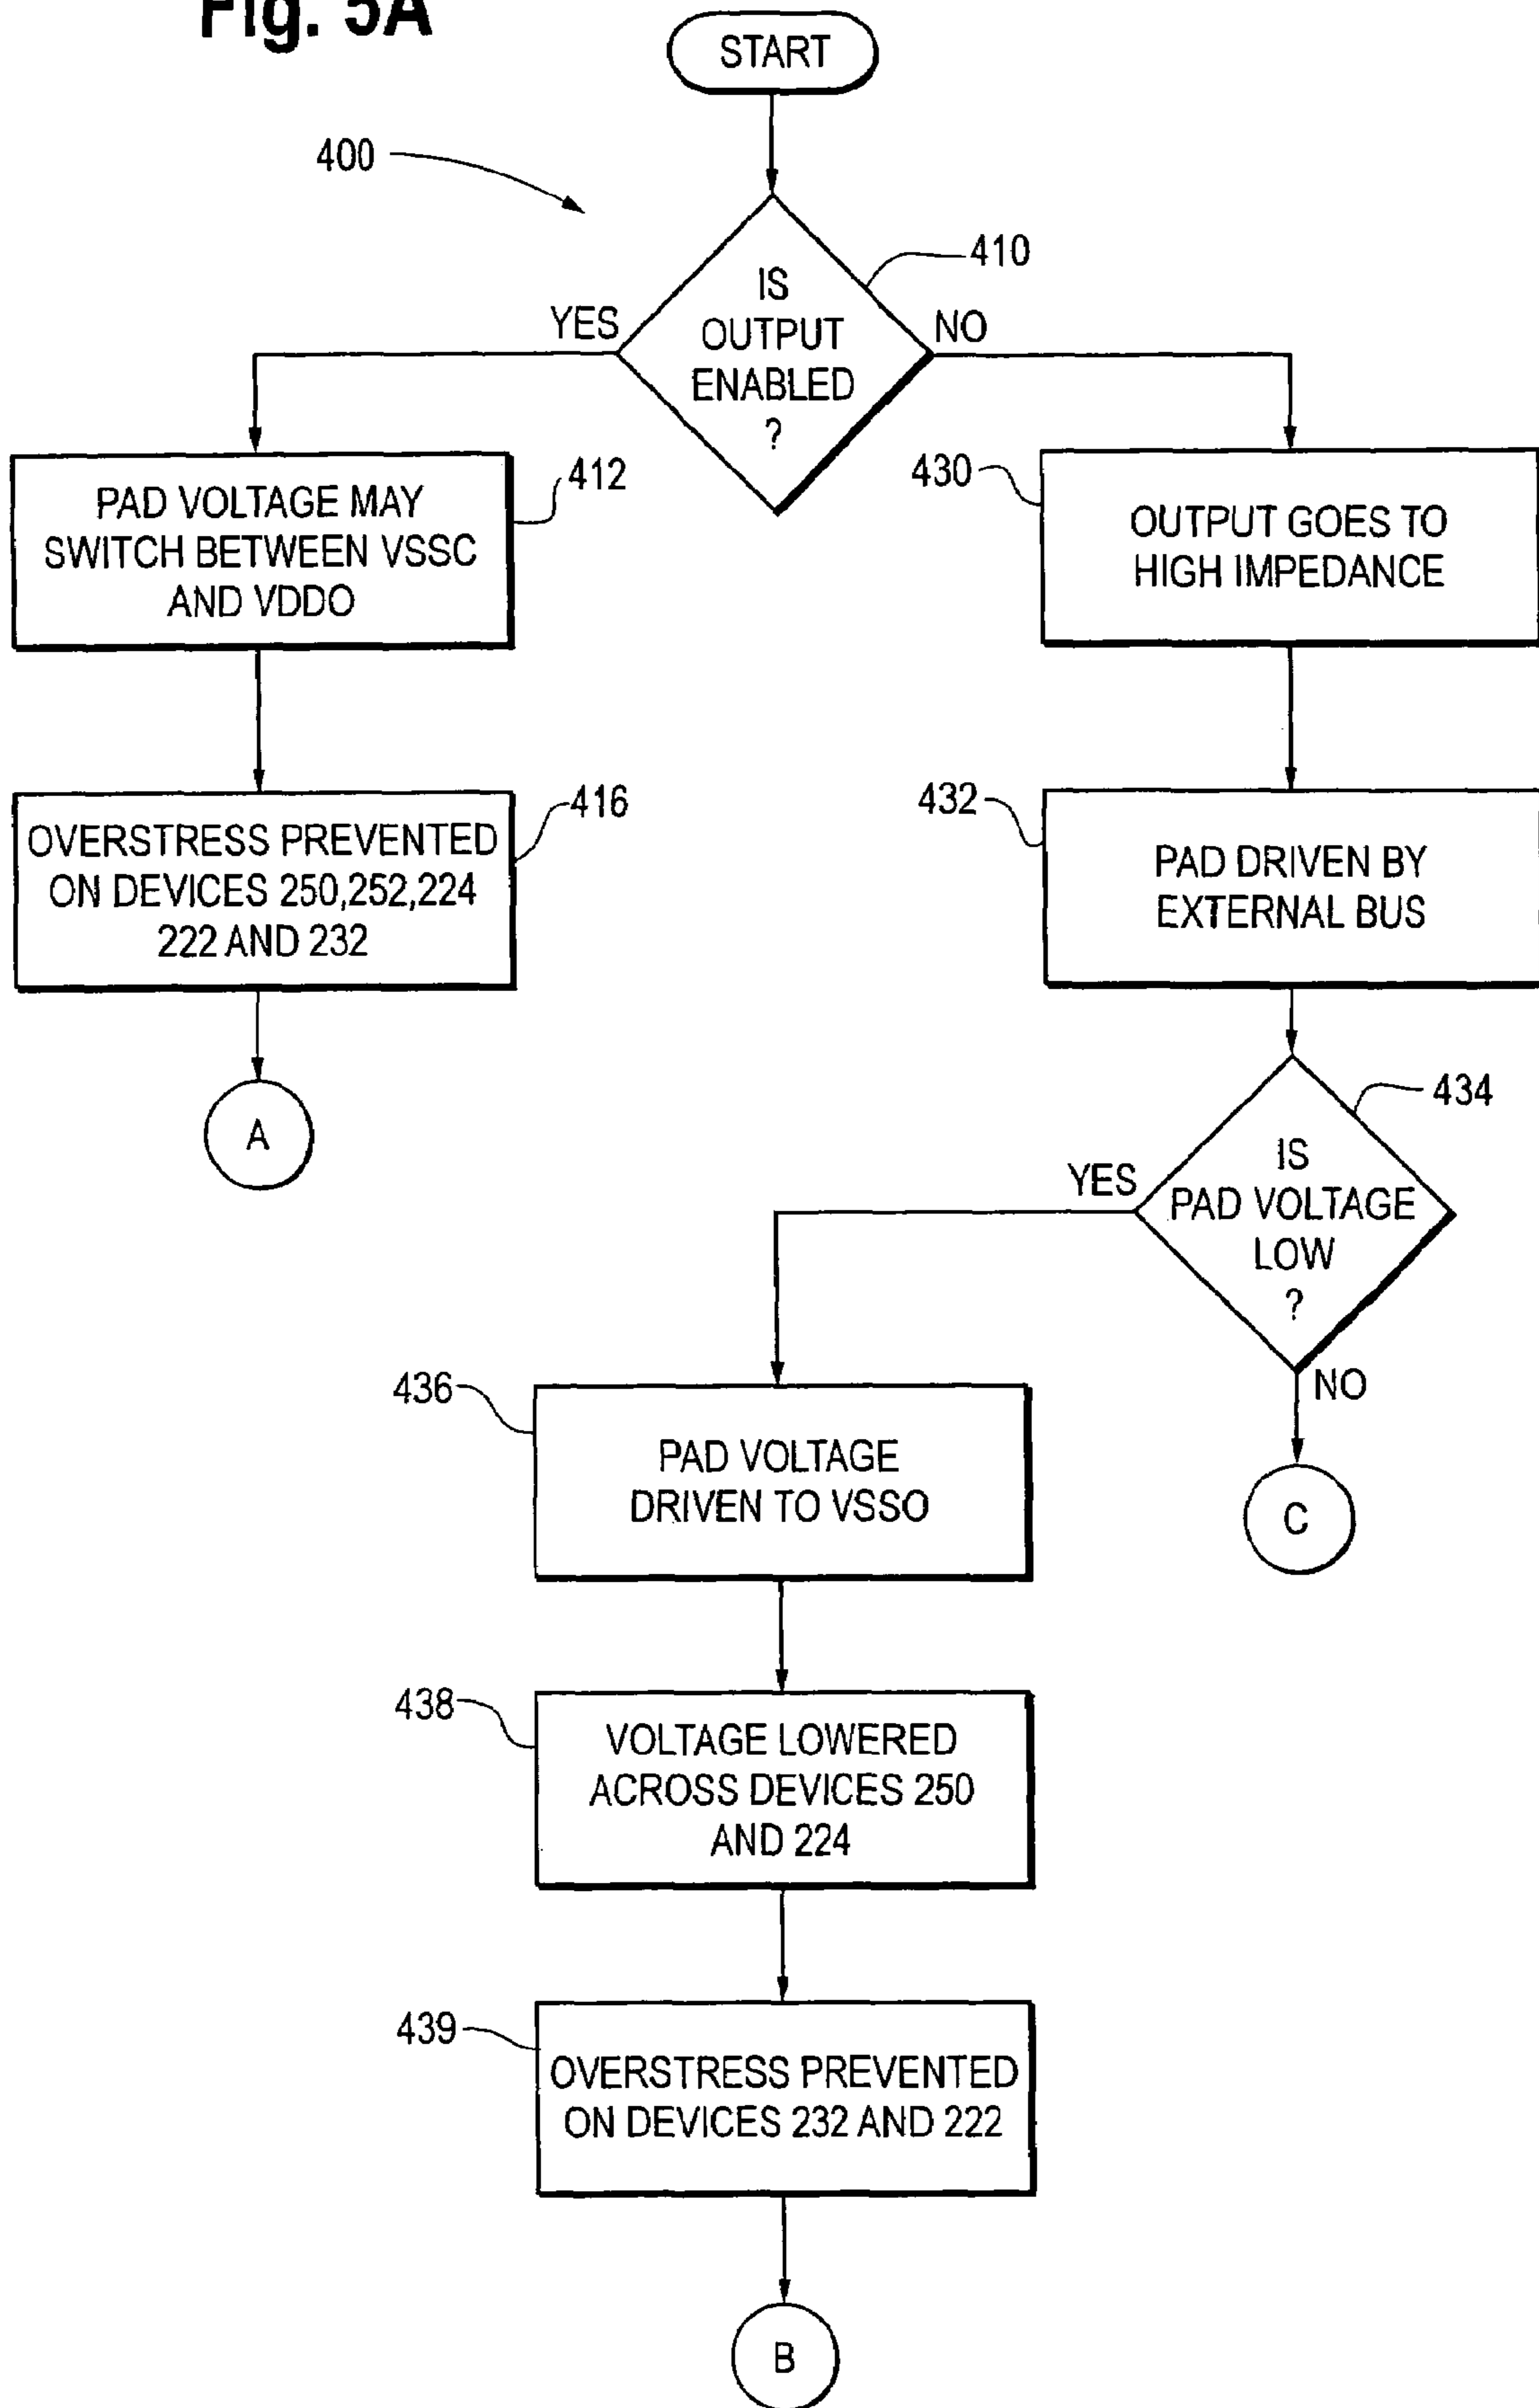 Fig. 5A
START
400
410
IS
OUTPUT
ENABLED
?
YES
NO
412
PAD VOLTAGE MAY
SWITCH BETWEEN VSSC
AND VDDO
430
OUTPUT GOES TO
HIGH IMPEDANCE
416
OVERSTRESS PREVENTED
ON DEVICES 250,252,224
222 AND 232
432
PAD DRIVEN BY
EXTERNAL BUS
A
434
IS
PAD VOLTAGE
LOW
?
YES
NO
436
PAD VOLTAGE
DRIVEN TO VSSO
C
438
VOLTAGE LOWERED
ACROSS DEVICES 250
AND 224
439
OVERSTRESS PREVENTED
ON DEVICES 232 AND 222
B